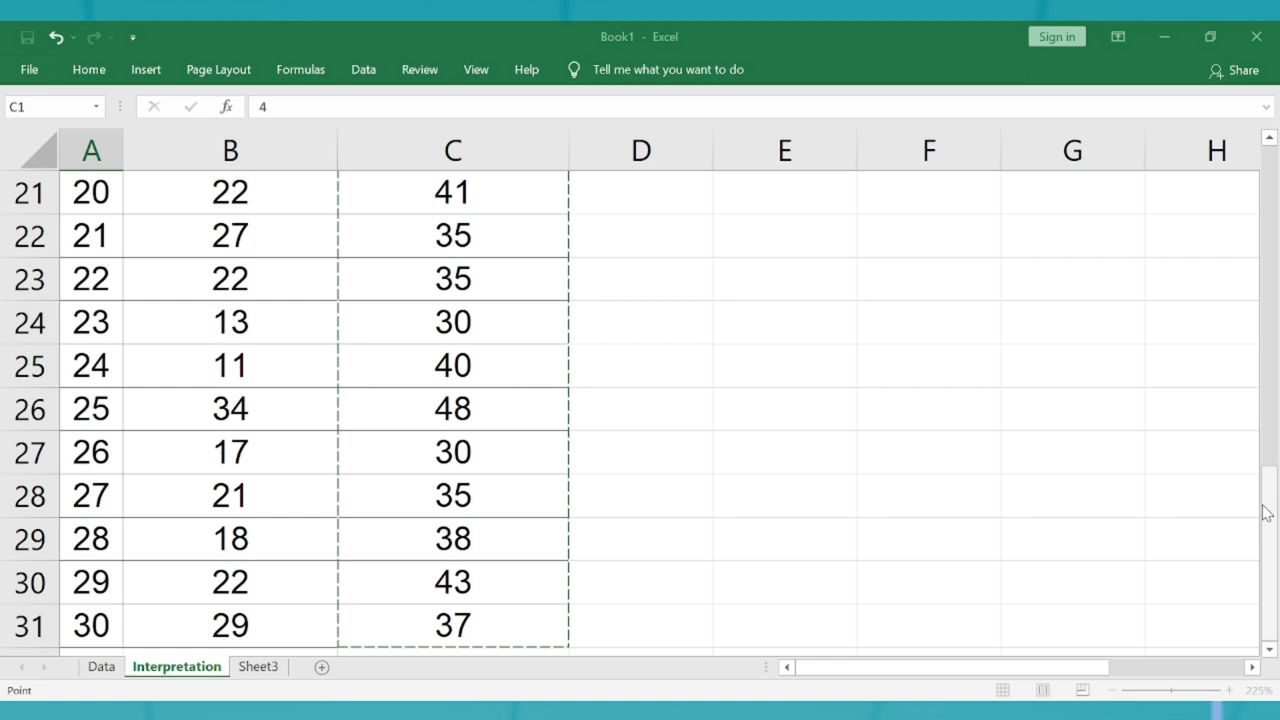 Book1 - Excel
Sign in
File Home Insert Page Layout Formulas Data Review View Help Tell me what you want to do Share
C1 fx 4
A B C D E F G H
21 20 22 41
22 21 27 35
23 22 22 35
24 23 13 30
25 24 11 40
26 25 34 48
27 26 17 30
28 27 21 35
29 28 18 38
30 29 22 43
31 30 29 37
Data Interpretation Sheet3
Point 225%